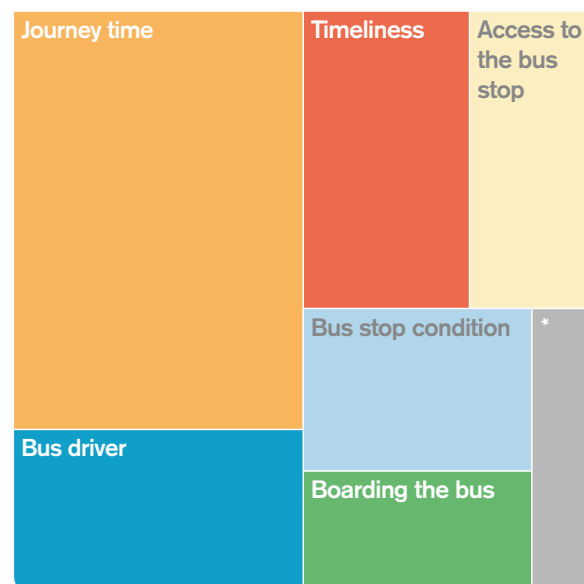 Journey time
Timeliness
Access to
the bus
stop
Bus stop condition
*
Bus driver
Boarding the bus